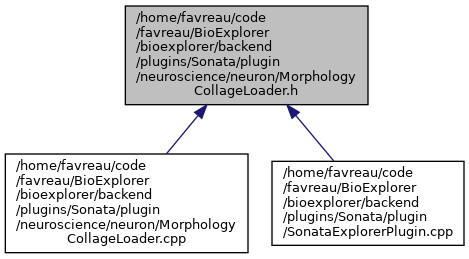 /home/favreau/code
/favreau/BioExplorer
/bioexplorer/backend
/plugins/Sonata/plugin
/neuroscience/neuron/Morphology
CollageLoader.h
/home/favreau/code
/favreau/BioExplorer
/bioexplorer/backend
/plugins/Sonata/plugin
/neuroscience/neuron/Morphology
CollageLoader.cpp
/home/favreau/code
/favreau/BioExplorer
/bioexplorer/backend
/plugins/Sonata/plugin
/SonataExplorerPlugin.cpp